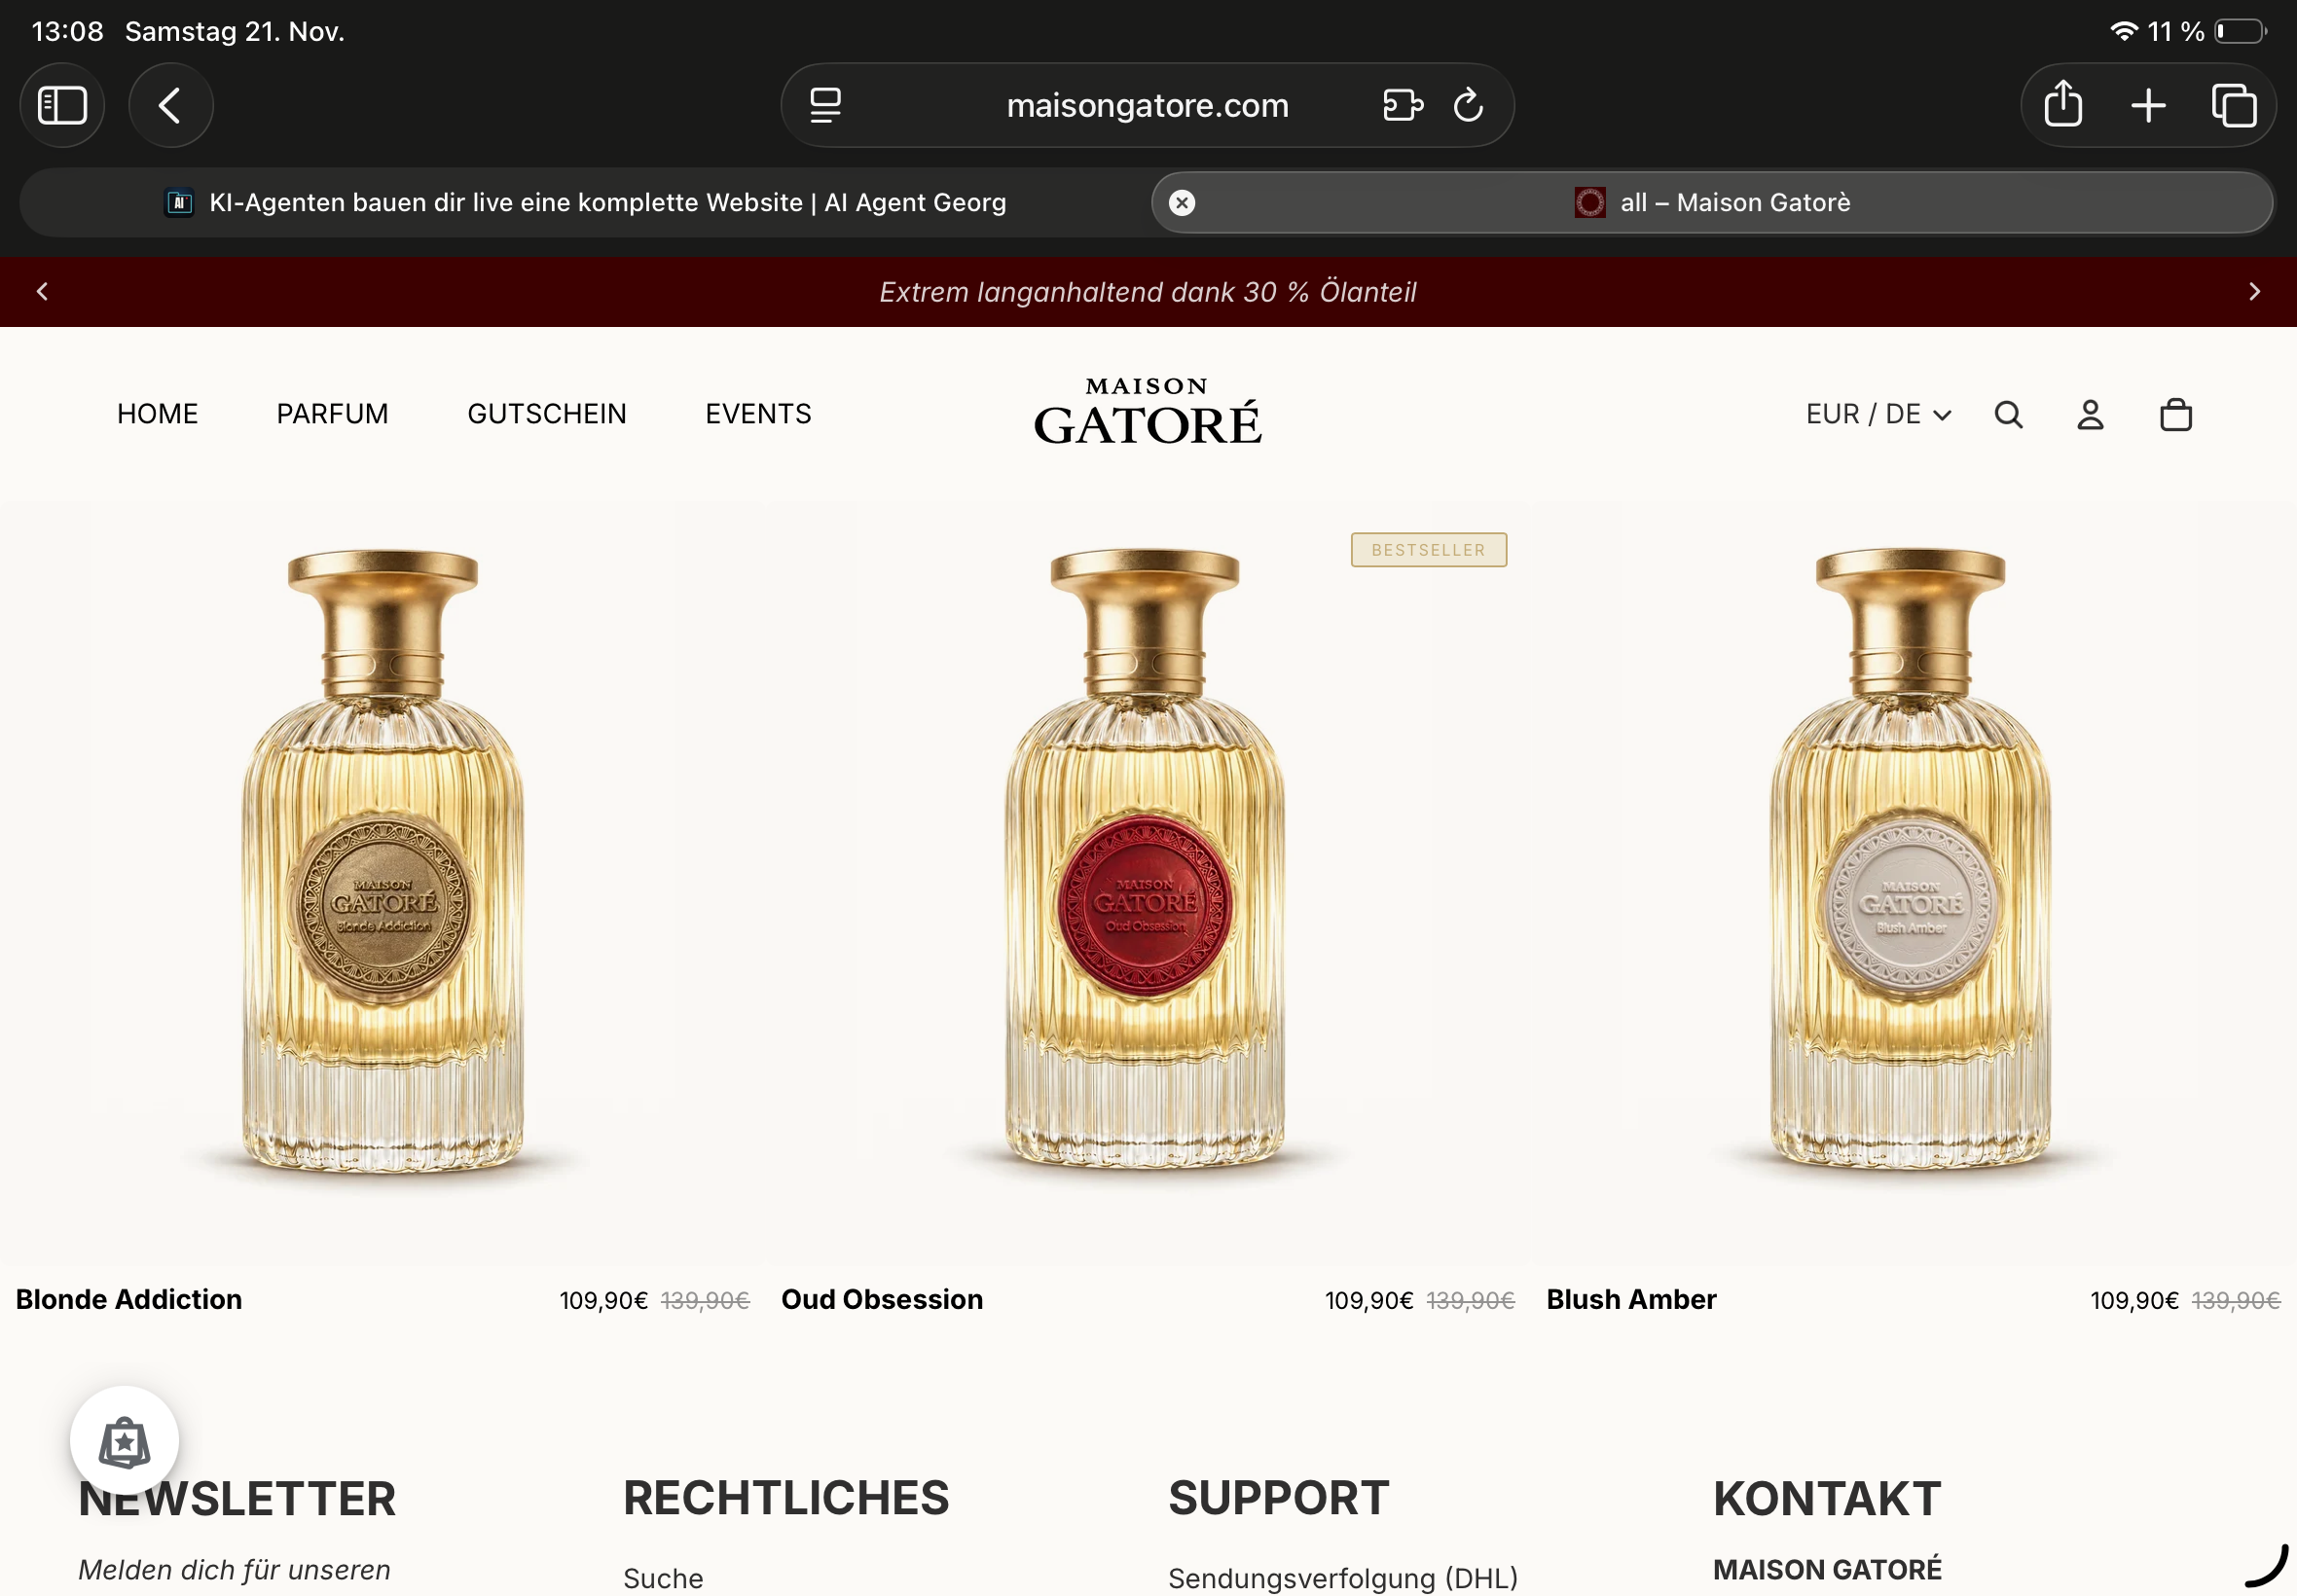 13:08 Samstag 21. Nov.
11 %
maisongatore.com
KI-Agenten bauen dir live eine komplette Website | AI Agent Georg
all – Maison Gatorè
Extrem langanhaltend dank 30 % Ölanteil
HOME PARFUM GUTSCHEIN EVENTS
MAISON
GATORÉ
EUR / DE
BESTSELLER
MAISON
GATORÉ
Blonde Addiction
MAISON
GATORÉ
Oud Obsession
MAISON
GATORÉ
Blush Amber
Blonde Addiction 109,90€ 139,90€
Oud Obsession 109,90€ 139,90€
Blush Amber 109,90€ 139,90€
NEWSLETTER
Melden dich für unseren
RECHTLICHES
Suche
SUPPORT
Sendungsverfolgung (DHL)
KONTAKT
MAISON GATORÉ